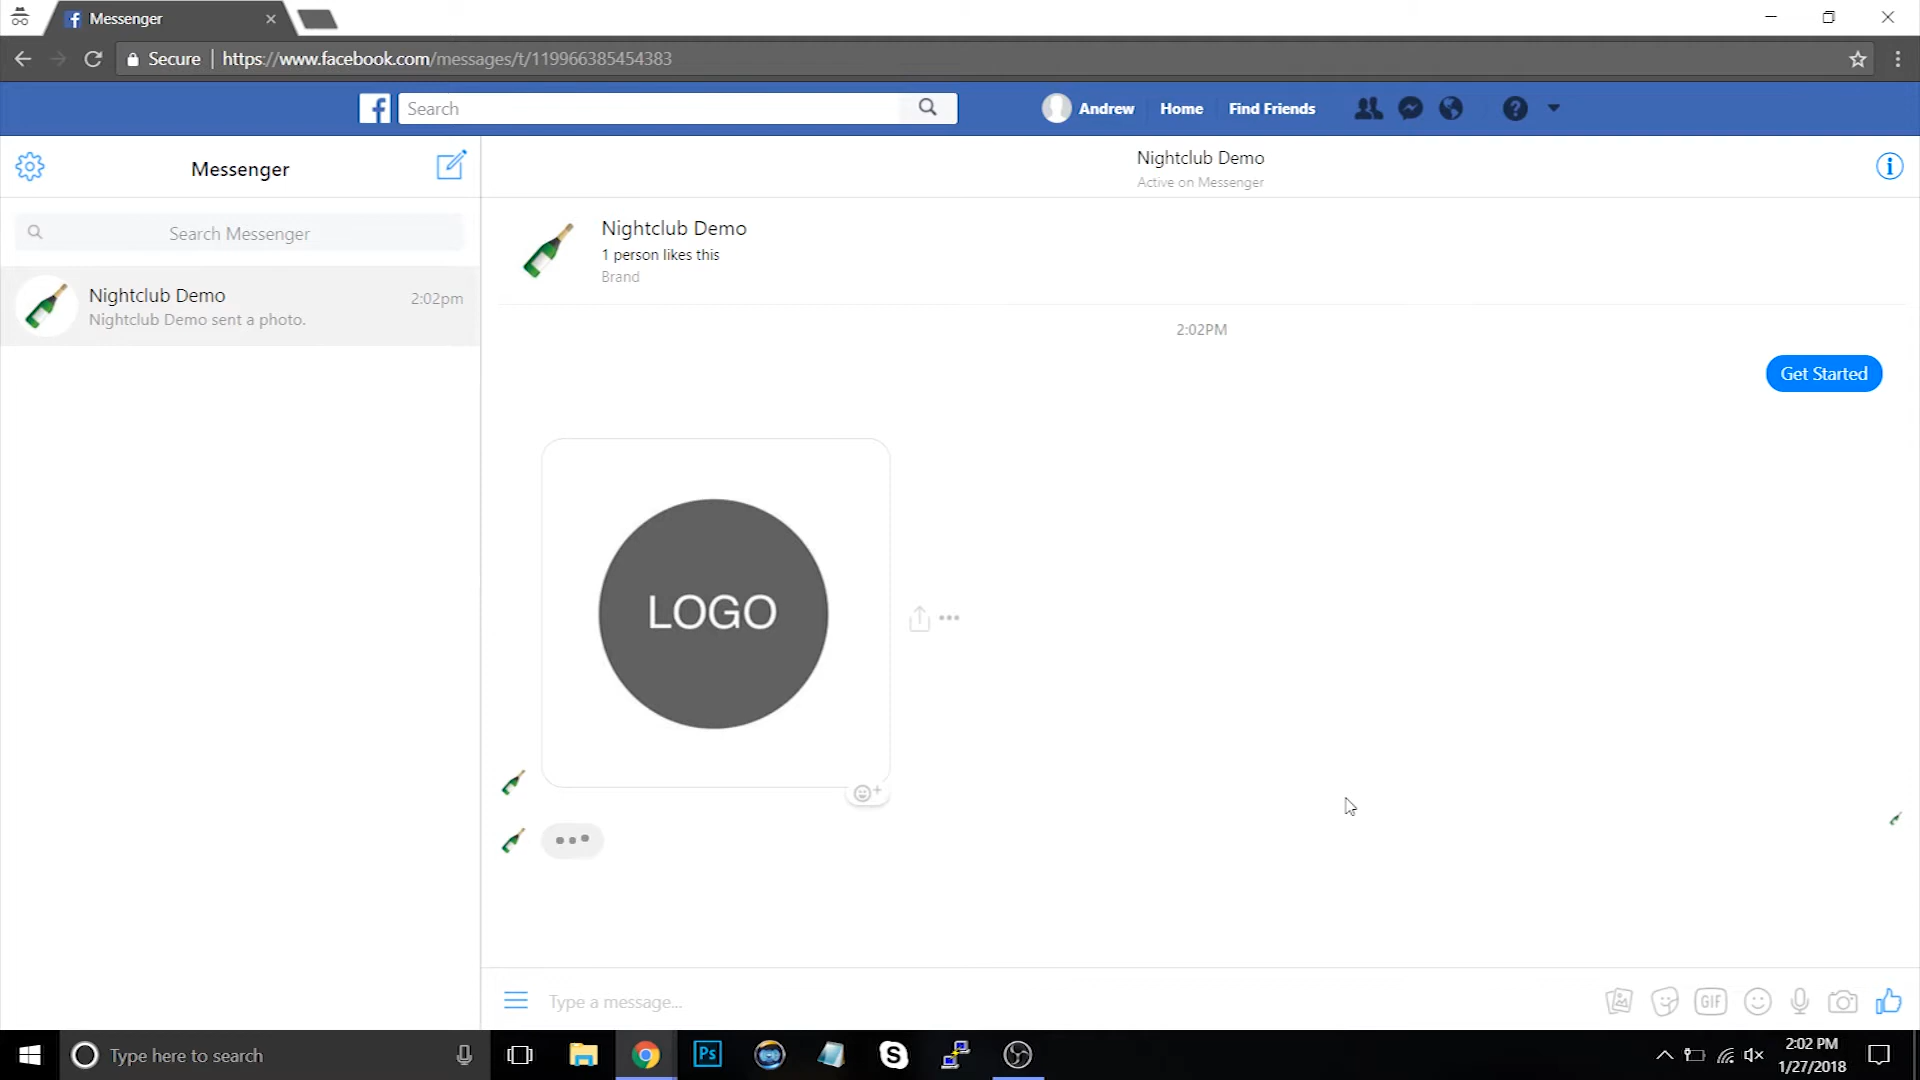 Messenger
Secure | https://www.facebook.com/messages/t/119966385454383
Search
Andrew
Home
Find Friends
Messenger
Nightclub Demo
Active on Messenger
Search Messenger
Nightclub Demo
1 person likes this
Brand
Nightclub Demo
2:02pm
Nightclub Demo sent a photo.
2:02PM
Get Started
LOGO
Type a message...
GIF
Type here to search
Ps
2:02 PM
1/27/2018